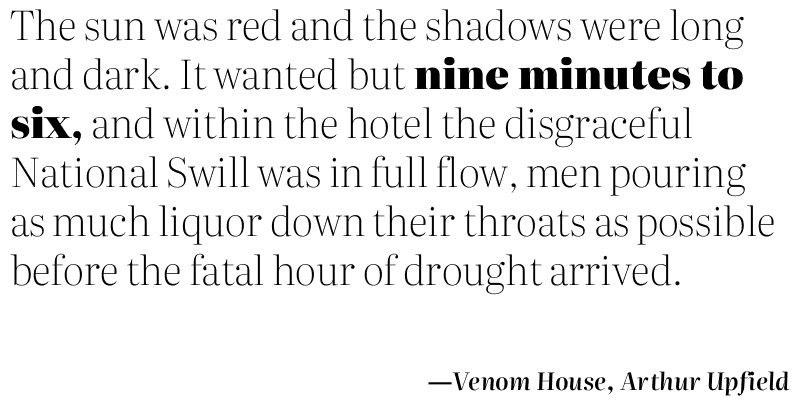 The sun was red and the shadows were long
and dark. It wanted but nine minutes to
six, and within the hotel the disgraceful
National Swill was in full flow, men pouring
as much liquor down their throats as possible
before the fatal hour of drought arrived.
—Venom House, Arthur Upfield